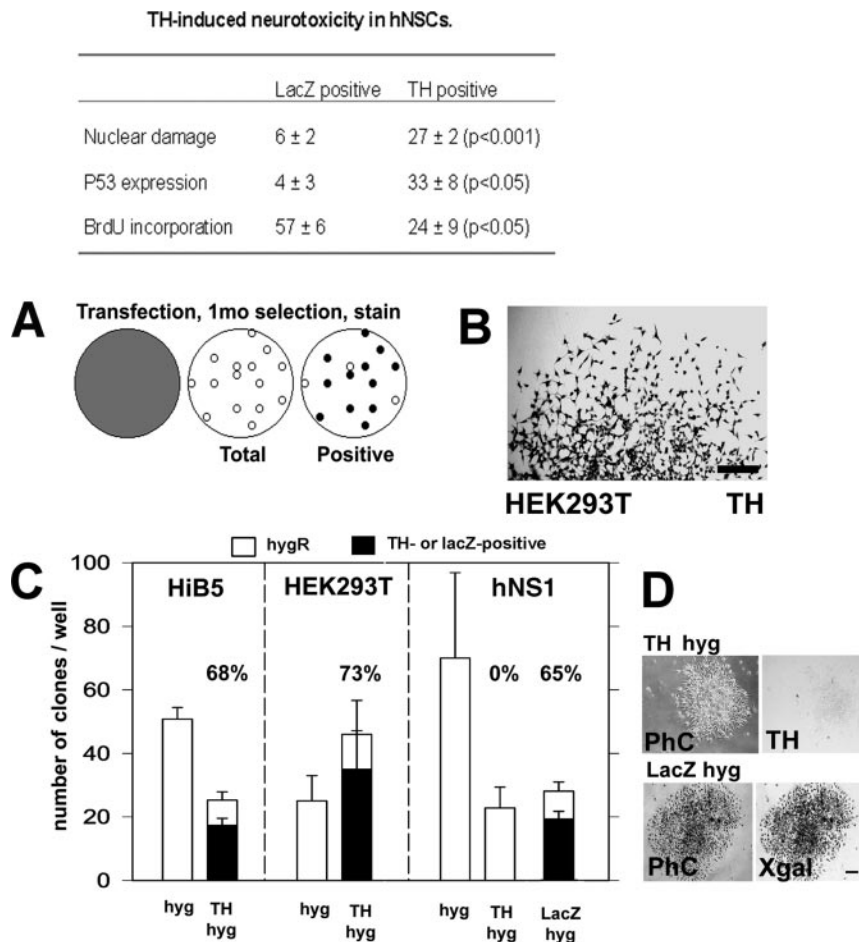 TH-induced neurotoxicity in hNSCs.
LacZ positive TH positive
Nuclear damage 6 ± 2 27 ± 2 (p<0.001)
P53 expression 4 ± 3 33 ± 8 (p<0.05)
BrdU incorporation 57 ± 6 24 ± 9 (p<0.05)
A
Transfection, 1mo selection, stain
Total Positive
B
HEK293T TH
C
hygR TH- or lacZ-positive
number of clones / well
100
80
60
40
20
0
HiB5 HEK293T hNS1
68% 73% 0% 65%
hyg TH hyg hyg TH hyg hyg TH hyg LacZ hyg
D
TH hyg
PhC TH
LacZ hyg
PhC Xgal